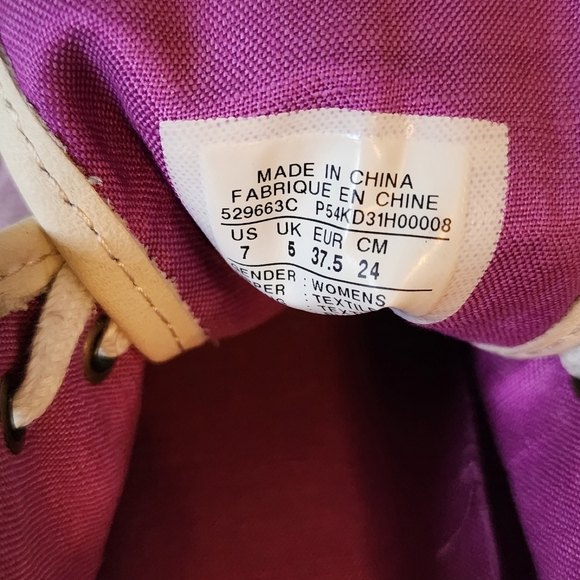 MADE IN CHINA
FABRIQUE EN CHINE
529663C P54KD31H00008
US UK EUR CM
7 5 37.5 24
GENDER : WOMENS
: TEXTILE